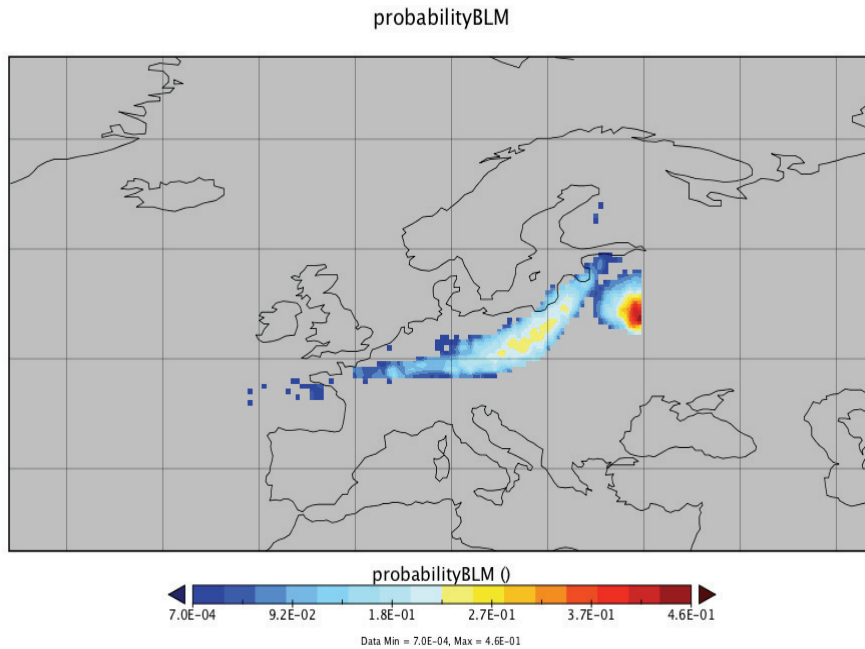 probabilityBLM
probabilityBLM ()
7.0E-04 9.2E-02 1.8E-01 2.7E-01 3.7E-01 4.6E-01
Data Min = 7.0E-04, Max = 4.6E-01